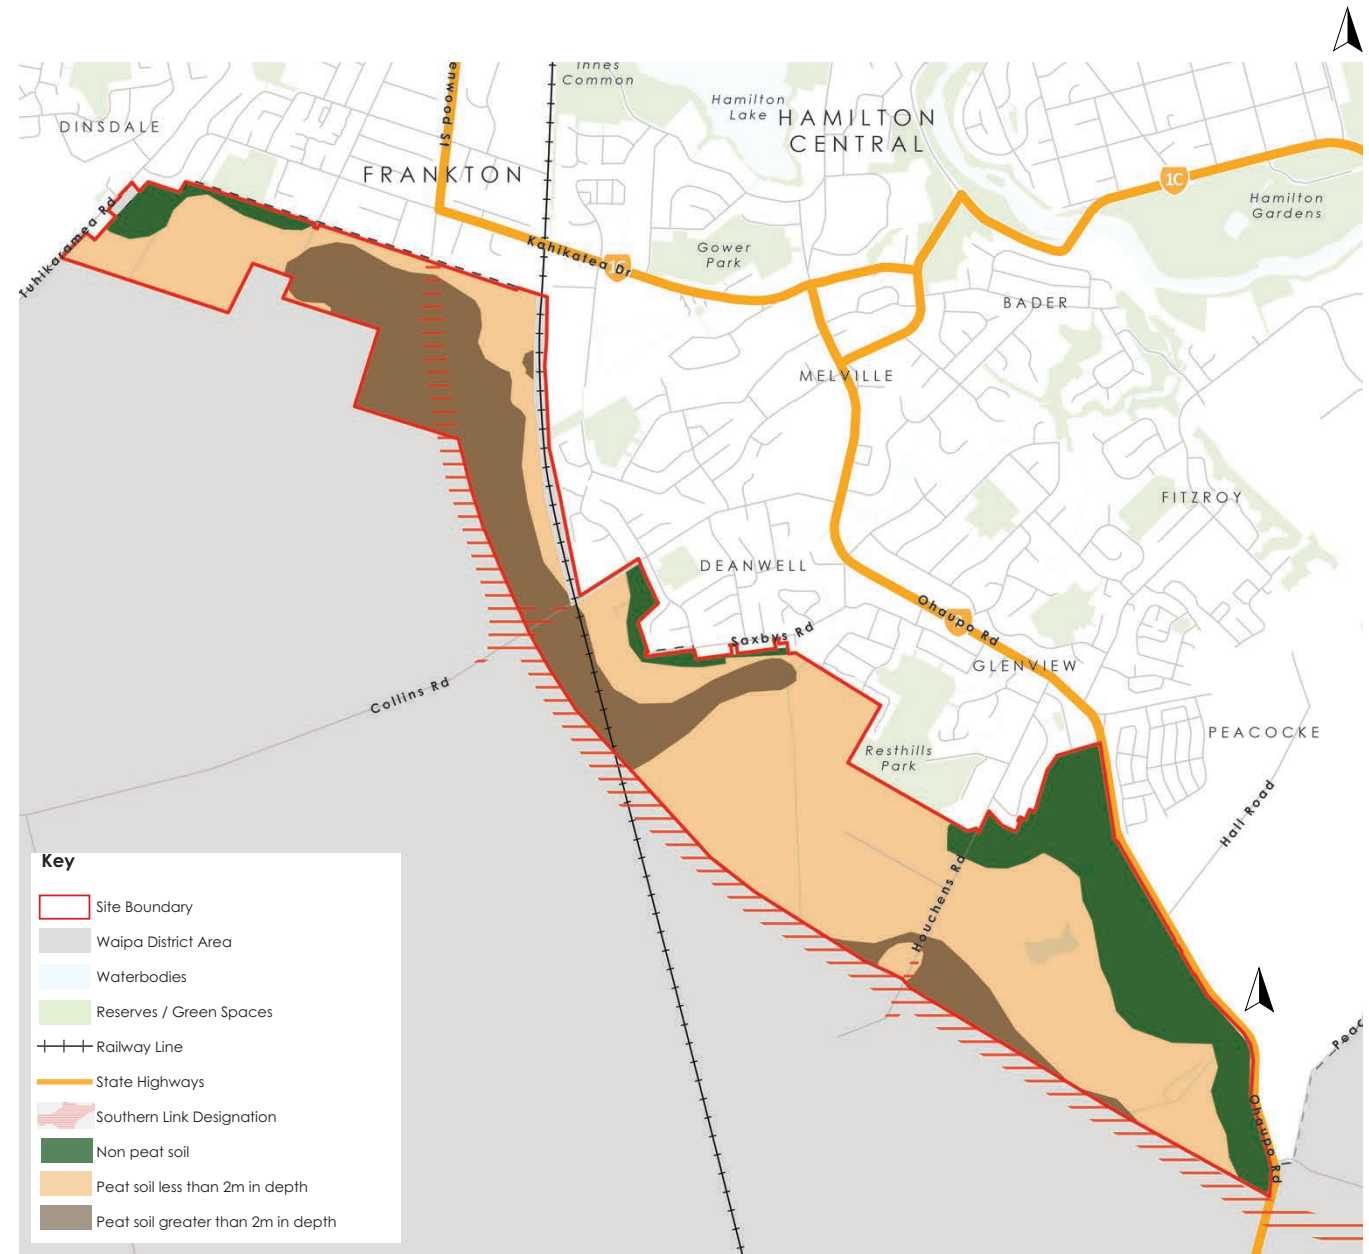 Innes
Common
Hamilton
Lake
HAMILTON
CENTRAL
DINSDALE
enwood St
FRANKTON
1C
Hamilton
Gardens
Tuhikaramea Rd
Kahikatea Dr
Gower
Park
BADER
MELVILLE
FITZROY
DEANWELL
Ohaupo Rd
Saxbys Rd
GLENVIEW
Collins Rd
Resthills
Park
PEACOCKE
Hall Road
Houchens Rd
Peac
Ohaupo Rd
Key
Site Boundary
Waipa District Area
Waterbodies
Reserves / Green Spaces
Railway Line
State Highways
Southern Link Designation
Non peat soil
Peat soil less than 2m in depth
Peat soil greater than 2m in depth